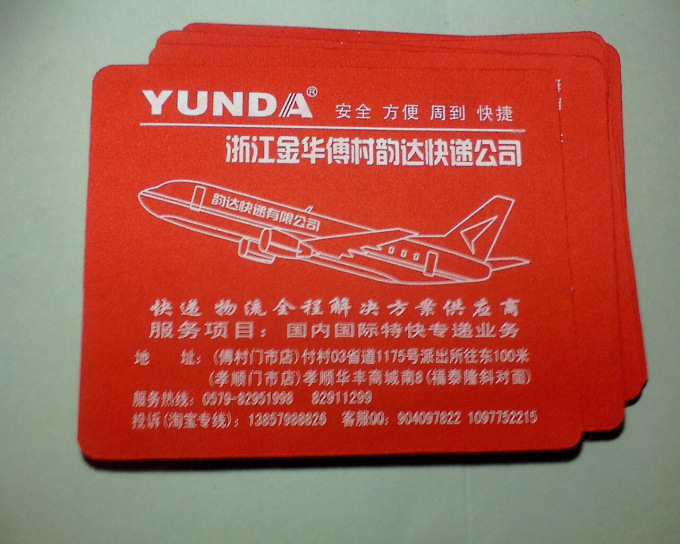 YUNDA® 安全 方便 周到 快捷
浙江金华傅村韵达快递公司
韵达快递有限公司
快递 物流全程解决方案供应商
服务项目：国内国际特快专递业务
地 址：(傅村门市店)付村03省道1175号派出所往东100米
(孝顺门市店)孝顺华丰商城南8(福泰隆斜对面)
服务热线：0579-82951998 82911299
投诉(淘宝专线)：13857988826 客服QQ：904097822 1097752215